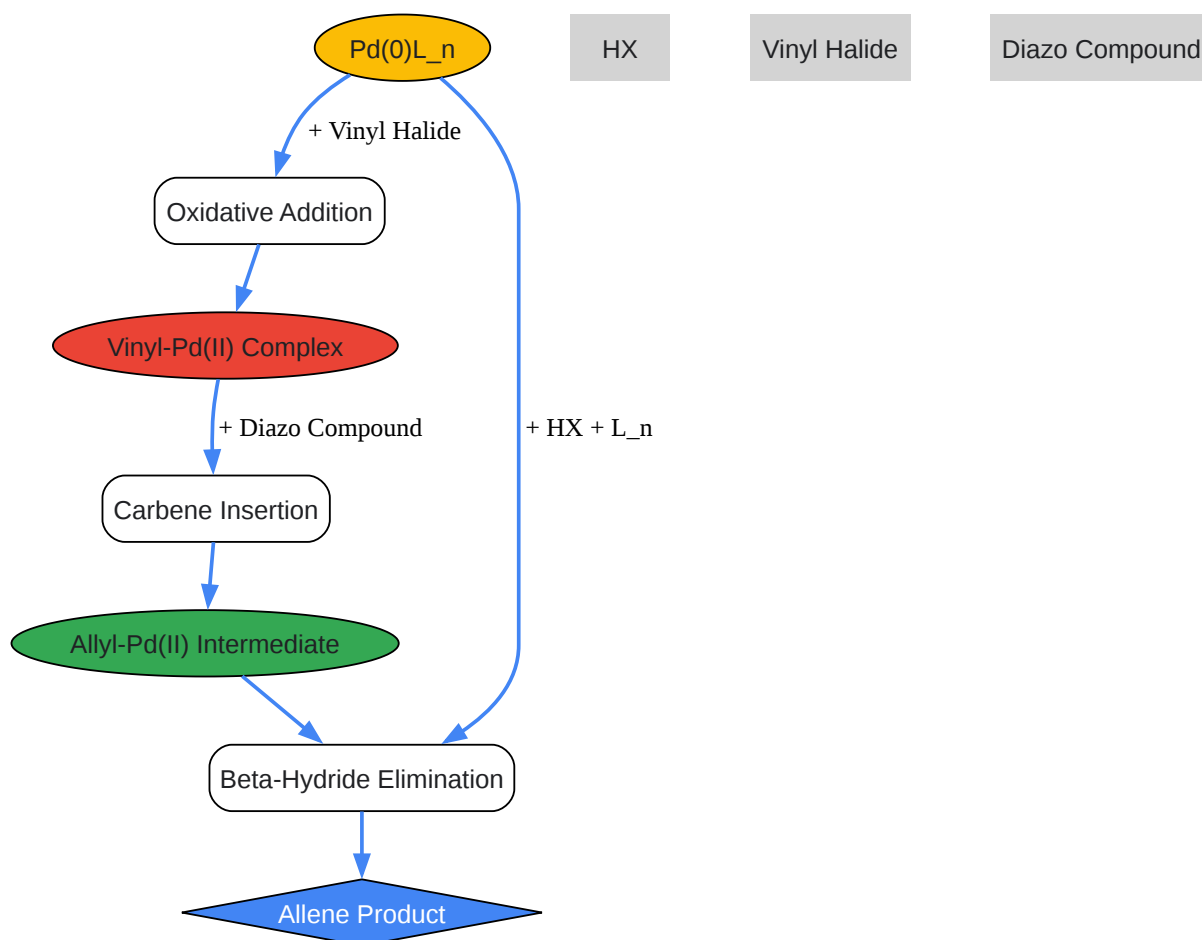 Pd(0)L_n
HX
Vinyl Halide
Diazo Compound
+ Vinyl Halide
Oxidative Addition
Vinyl-Pd(II) Complex
+ Diazo Compound
+ HX + L_n
Carbene Insertion
Allyl-Pd(II) Intermediate
Beta-Hydride Elimination
Allene Product